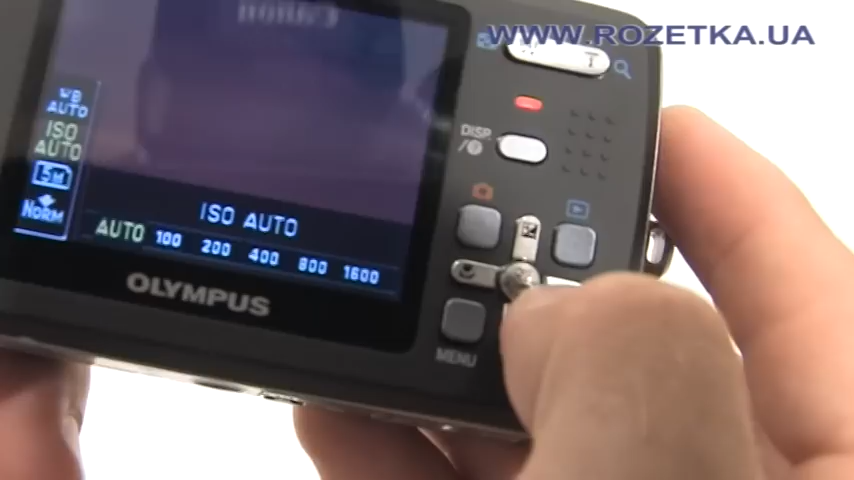 WWW.ROZETKA.UA
W
T
DISP.
/?
WB
AUTO
ISO
AUTO
5M
NORM
ISO AUTO
AUTO 100 200 400 800 1600
OLYMPUS
MENU